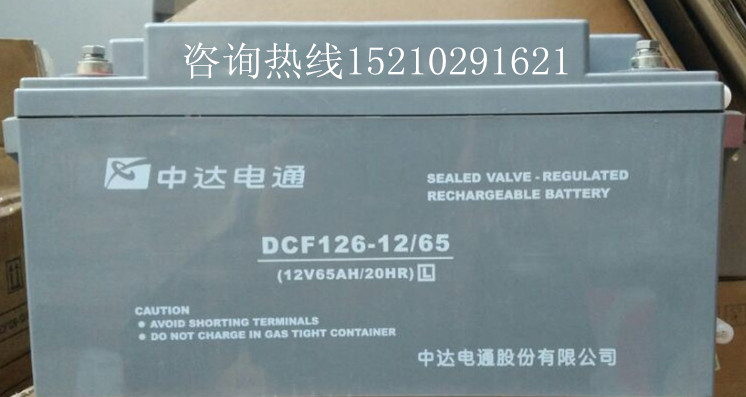 咨询热线15210291621
中达电通
SEALED VALVE - REGULATED
RECHARGEABLE BATTERY
DCF126-12/65
(12V65AH/20HR) L
CAUTION
● AVOID SHORTING TERMINALS
● DO NOT CHARGE IN GAS TIGHT CONTAINER
中达电通股份有限公司